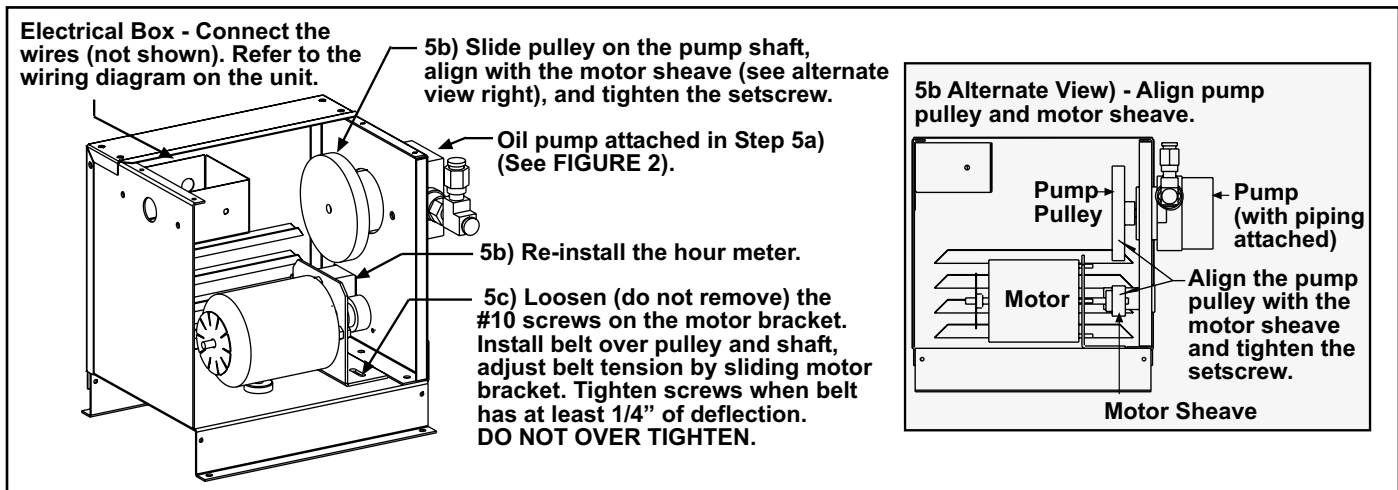 Electrical Box - Connect the
wires (not shown). Refer to the
wiring diagram on the unit.
5b) Slide pulley on the pump shaft,
align with the motor sheave (see alternate
view right), and tighten the setscrew.
Oil pump attached in Step 5a)
(See FIGURE 2).
5b) Re-install the hour meter.
5c) Loosen (do not remove) the
#10 screws on the motor bracket.
Install belt over pulley and shaft,
adjust belt tension by sliding motor
bracket. Tighten screws when belt
has at least 1/4” of deflection.
DO NOT OVER TIGHTEN.
5b Alternate View) - Align pump
pulley and motor sheave.
Pump
Pulley
Pump
(with piping
attached)
Motor
Align the pump
pulley with the
motor sheave
and tighten the
setscrew.
Motor Sheave